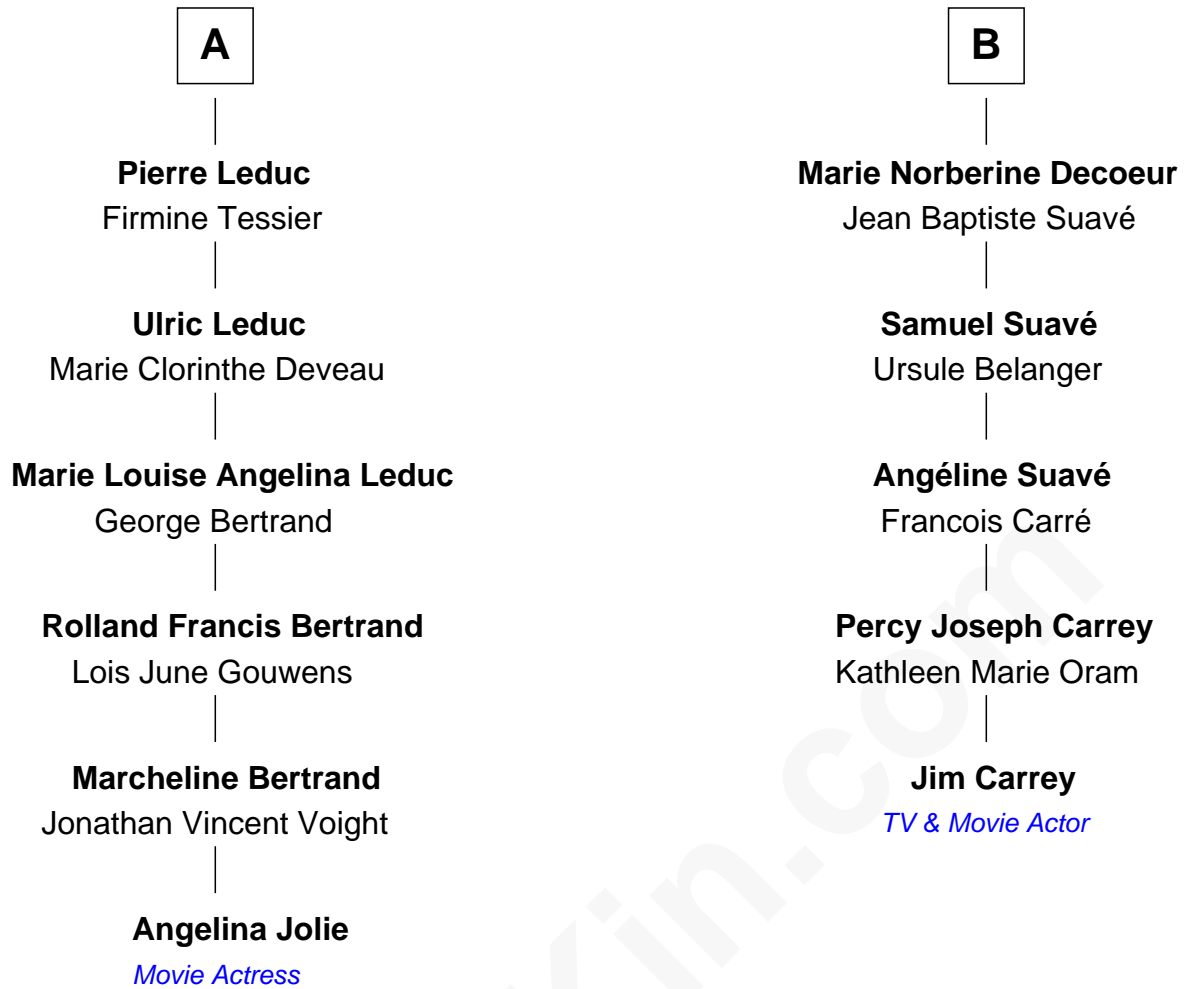 A
Pierre Leduc
Firmine Tessier
Ulric Leduc
Marie Clorinthe Deveau
Marie Louise Angelina Leduc
George Bertrand
Rolland Francis Bertrand
Lois June Gouwens
Marcheline Bertrand
Jonathan Vincent Voight
Angelina Jolie
Movie Actress
B
Marie Norberine Decoeur
Jean Baptiste Suavé
Samuel Suavé
Ursule Belanger
Angéline Suavé
Francois Carré
Percy Joseph Carrey
Kathleen Marie Oram
Jim Carrey
TV & Movie Actor
Kin.com